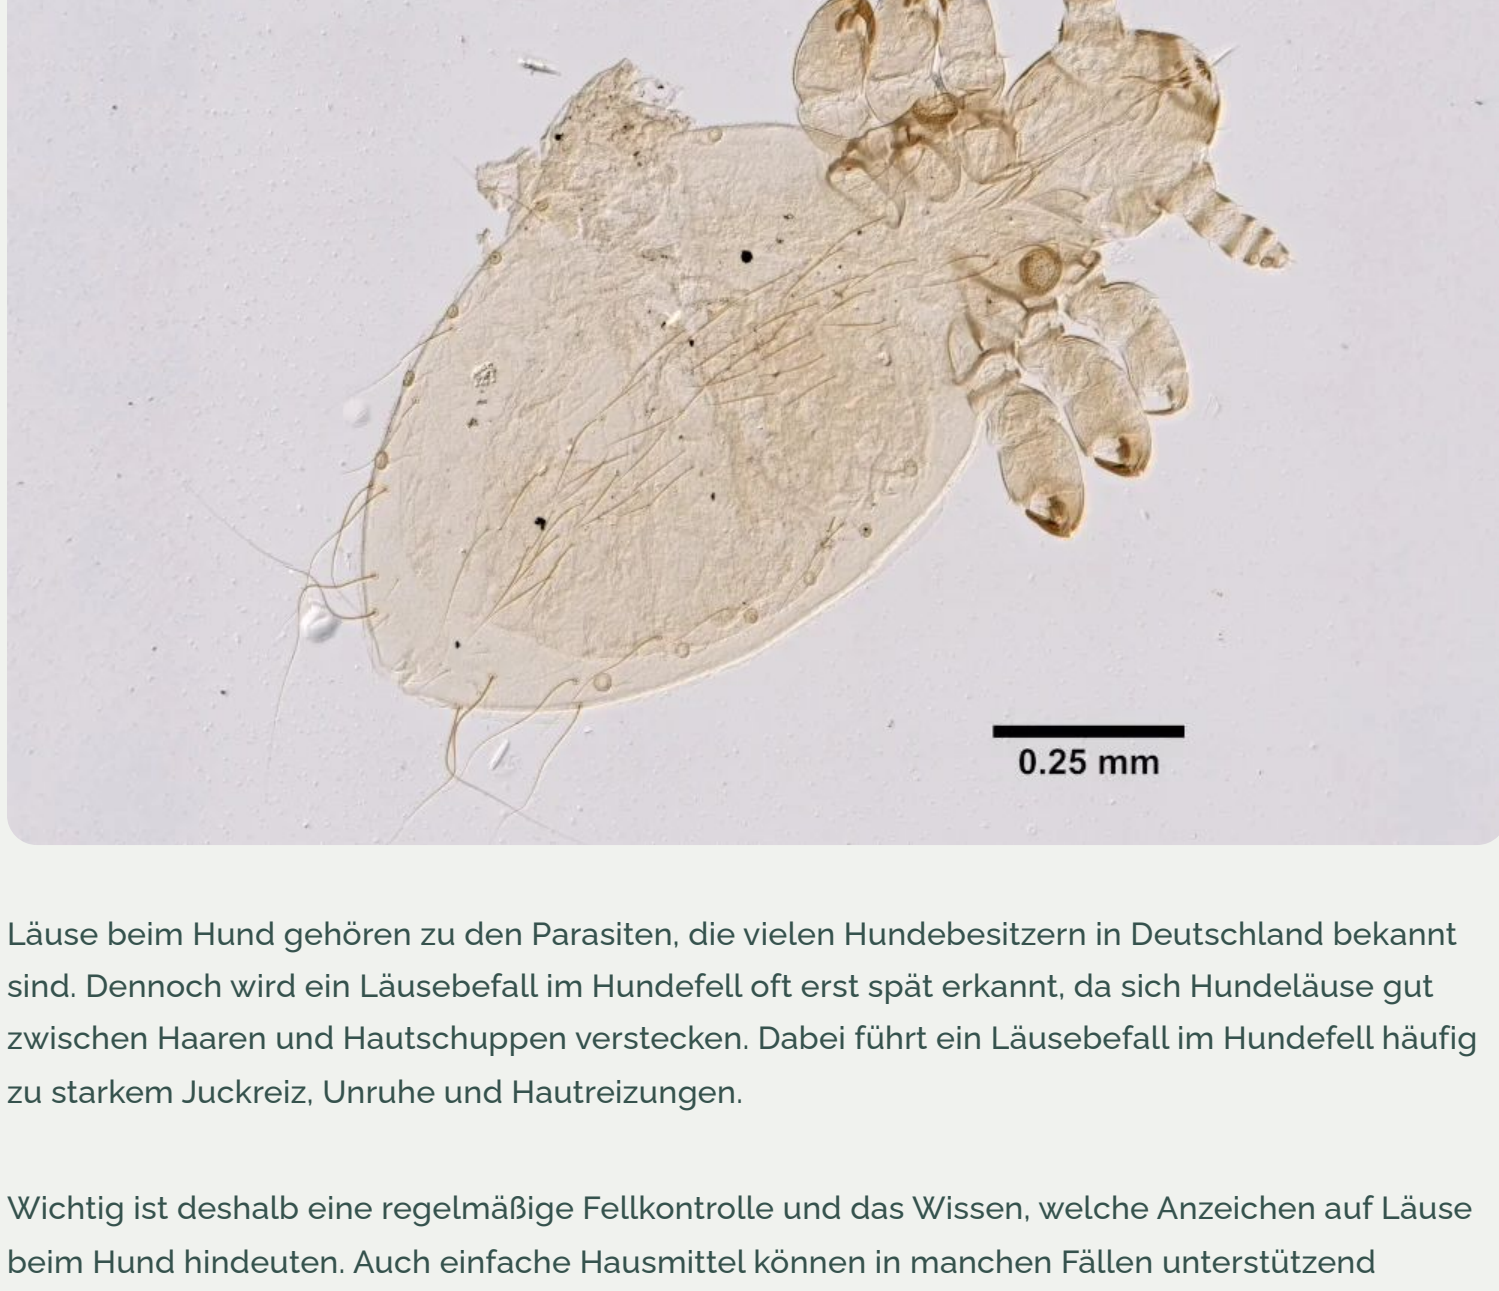 0.25 mm
Läuse beim Hund gehören zu den Parasiten, die vielen Hundebesitzern in Deutschland bekannt
sind. Dennoch wird ein Läusebefall im Hundefell oft erst spät erkannt, da sich Hundeläuse gut
zwischen Haaren und Hautschuppen verstecken. Dabei führt ein Läusebefall im Hundefell häufig
zu starkem Juckreiz, Unruhe und Hautreizungen.
Wichtig ist deshalb eine regelmäßige Fellkontrolle und das Wissen, welche Anzeichen auf Läuse
beim Hund hindeuten. Auch einfache Hausmittel können in manchen Fällen unterstützend